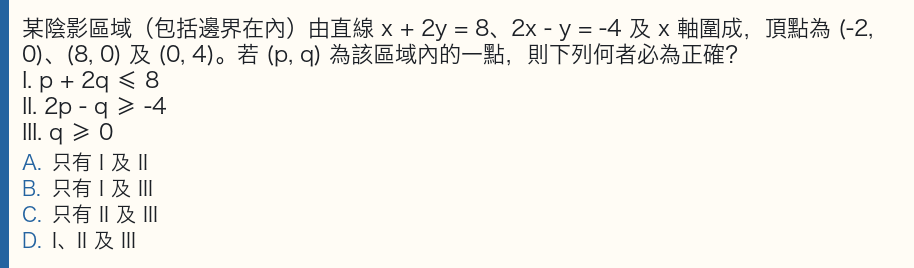 某陰影區域（包括邊界在內）由直線 x + 2y = 8、2x - y = -4 及 x 軸圍成，頂點為 (-2,
0)、(8, 0) 及 (0, 4)。若 (p, q) 為該區域內的一點，則下列何者必為正確？
I. p + 2q ⩽ 8
II. 2p - q ⩾ -4
III. q ⩾ 0
A. 只有 I 及 II
B. 只有 I 及 III
C. 只有 II 及 III
D. I、II 及 III